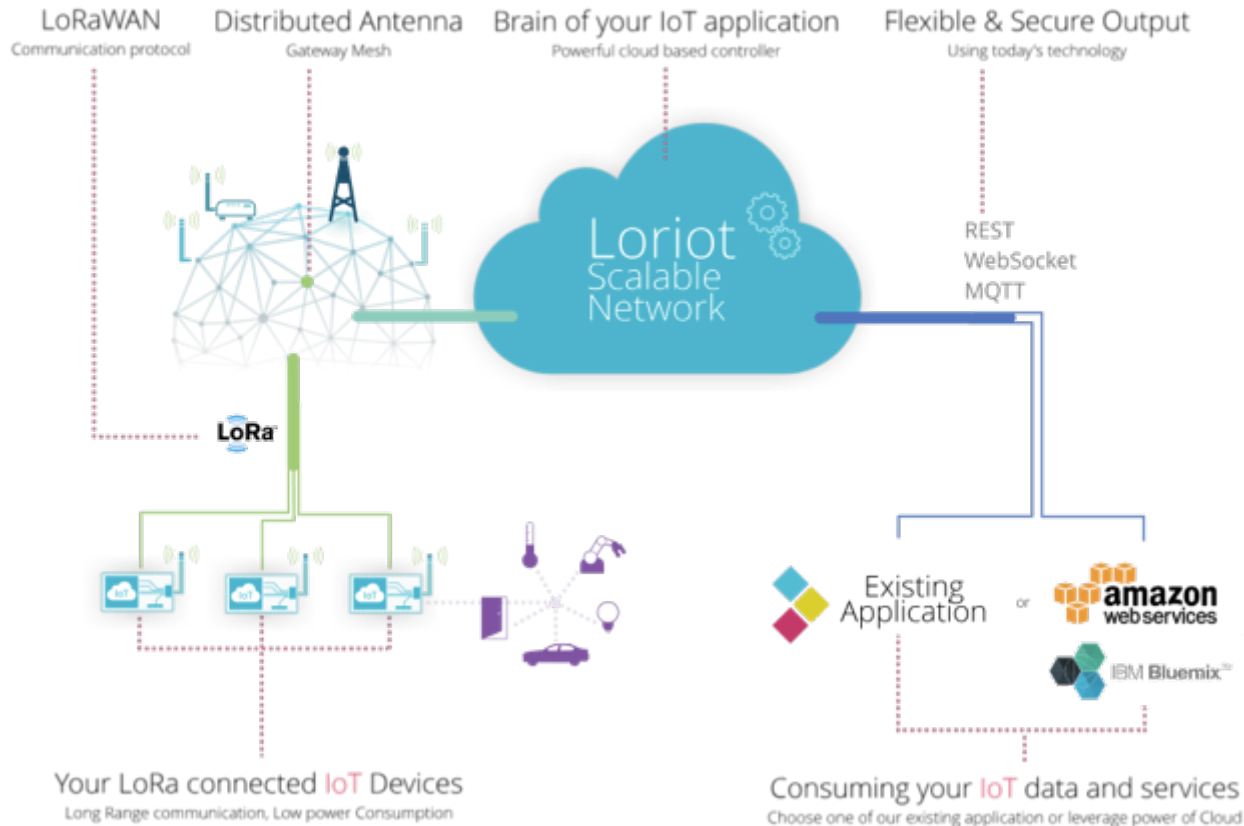 LoRaWAN
Communication protocol
Distributed Antenna
Gateway Mesh
Brain of your IoT application
Powerful cloud based controller
Flexible & Secure Output
Using today's technology
Loriot
Scalable
Network
REST
WebSocket
MQTT
LoRa
IoT
IoT
IoT
Existing
Application
or
amazon
webservices
IBM Bluemix™
Your LoRa connected IoT Devices
Long Range communication, Low power Consumption
Consuming your IoT data and services
Choose one of our existing application or leverage power of Cloud